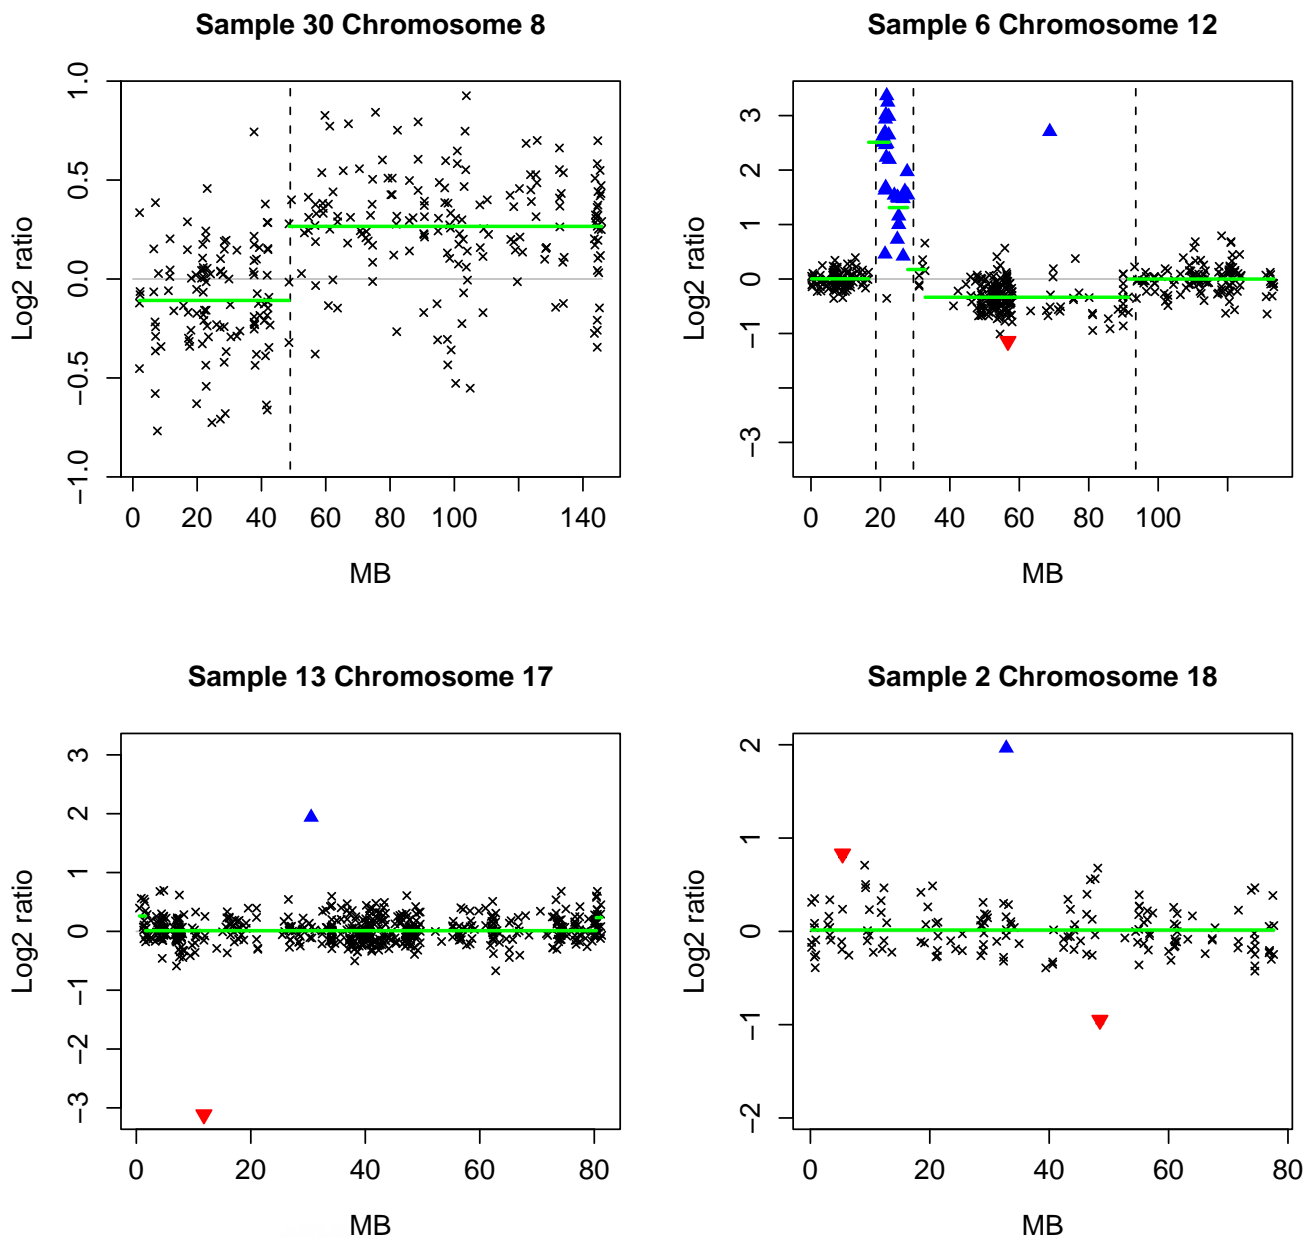 Sample 30 Chromosome 8
Log2 ratio
1.0
0.5
0.0
−0.5
−1.0
0 20 40 60 80 100 140
MB
Sample 6 Chromosome 12
Log2 ratio
3
2
1
0
−1
−3
0 20 40 60 80 100
MB
Sample 13 Chromosome 17
Log2 ratio
3
2
1
0
−1
−2
−3
0 20 40 60 80
MB
Sample 2 Chromosome 18
Log2 ratio
2
1
0
−1
−2
0 20 40 60 80
MB